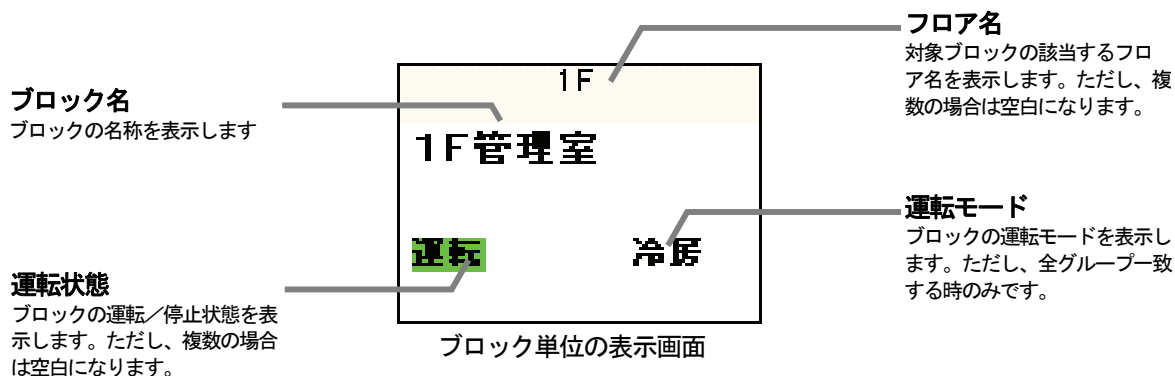 フロア名
対象ブロックの該当するフロ
ア名を表示します。ただし、複
数の場合は空白になります。
ブロック名
ブロックの名称を表示します
1F
1F管理室
運転
冷房
運転モード
ブロックの運転モードを表示し
ます。ただし、全グループ一致
する時のみです。
運転状態
ブロックの運転／停止状態を表
示します。ただし、複数の場合
は空白になります。
ブロック単位の表示画面